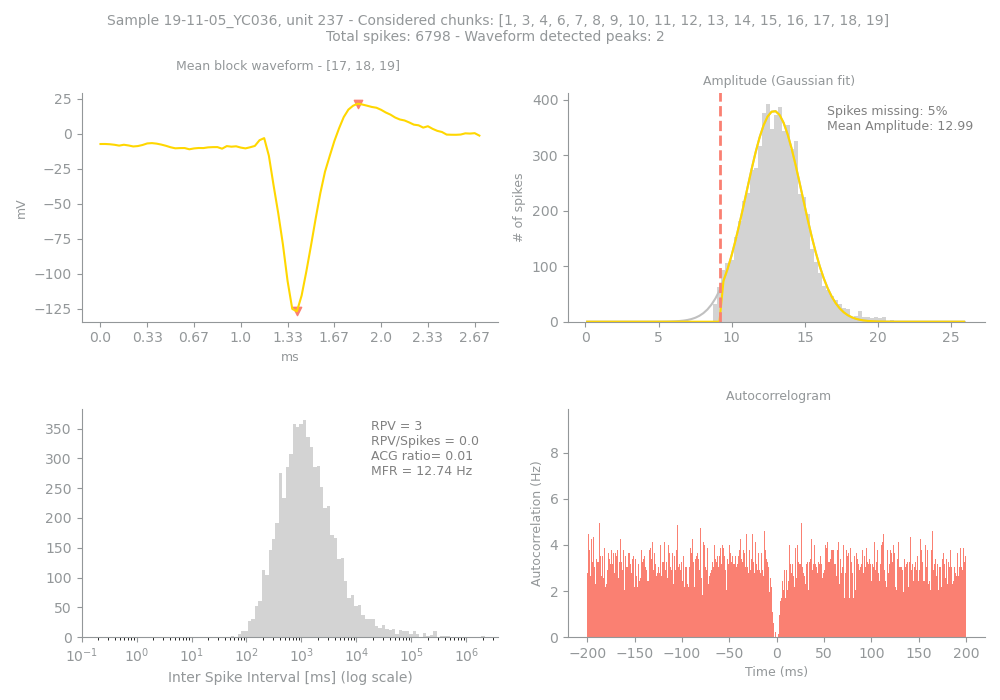 Sample 19-11-05_YC036, unit 237 - Considered chunks: [1, 3, 4, 6, 7, 8, 9, 10, 11, 12, 13, 14, 15, 16, 17, 18, 19]
Total spikes: 6798 - Waveform detected peaks: 2
Mean block waveform - [17, 18, 19]
25
0
−25
−50
−75
−100
−125
mV
0.0 0.33 0.67 1.0 1.33 1.67 2.0 2.33 2.67
ms
Amplitude (Gaussian fit)
Spikes missing: 5%
Mean Amplitude: 12.99
400
300
200
100
0
# of spikes
0 5 10 15 20 25
RPV = 3
RPV/Spikes = 0.0
ACG ratio= 0.01
MFR = 12.74 Hz
350
300
250
200
150
100
50
0
10−1 100 101 102 103 104 105 106
Inter Spike Interval [ms] (log scale)
Autocorrelogram
8
6
4
2
0
Autocorrelation (Hz)
−200 −150 −100 −50 0 50 100 150 200
Time (ms)